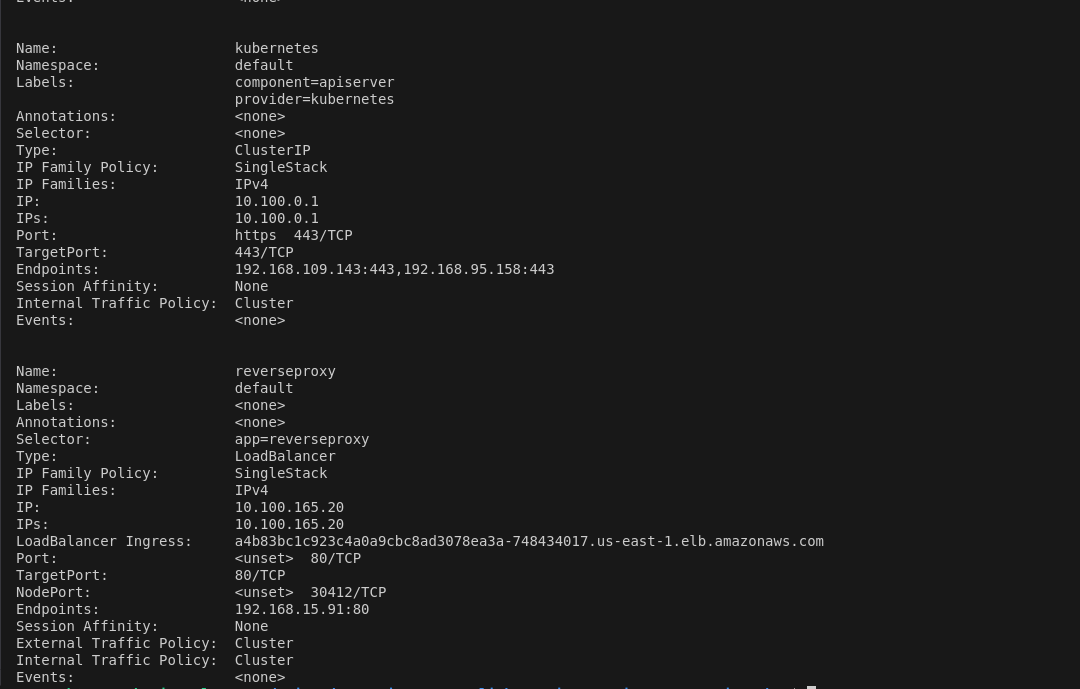 Events: <none>
Name: kubernetes
Namespace: default
Labels: component=apiserver
provider=kubernetes
Annotations: <none>
Selector: <none>
Type: ClusterIP
IP Family Policy: SingleStack
IP Families: IPv4
IP: 10.100.0.1
IPs: 10.100.0.1
Port: https  443/TCP
TargetPort: 443/TCP
Endpoints: 192.168.109.143:443,192.168.95.158:443
Session Affinity: None
Internal Traffic Policy: Cluster
Events: <none>
Name: reverseproxy
Namespace: default
Labels: <none>
Annotations: <none>
Selector: app=reverseproxy
Type: LoadBalancer
IP Family Policy: SingleStack
IP Families: IPv4
IP: 10.100.165.20
IPs: 10.100.165.20
LoadBalancer Ingress: a4b83bc1c923c4a0a9cbc8ad3078ea3a-748434017.us-east-1.elb.amazonaws.com
Port: <unset>  80/TCP
TargetPort: 80/TCP
NodePort: <unset>  30412/TCP
Endpoints: 192.168.15.91:80
Session Affinity: None
External Traffic Policy: Cluster
Internal Traffic Policy: Cluster
Events: <none>